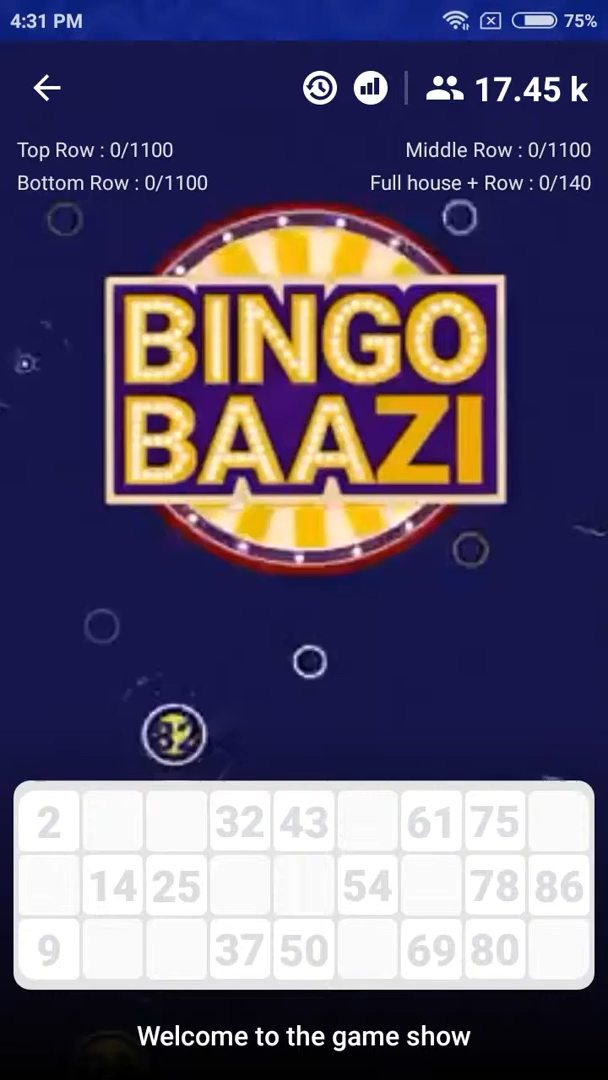 4:31 PM 75%
17.45 k
Top Row : 0/1100 Middle Row : 0/1100
Bottom Row : 0/1100 Full house + Row : 0/140
BINGO
BAAZI
2 32 43 61 75
14 25 54 78 86
9 37 50 69 80
Welcome to the game show